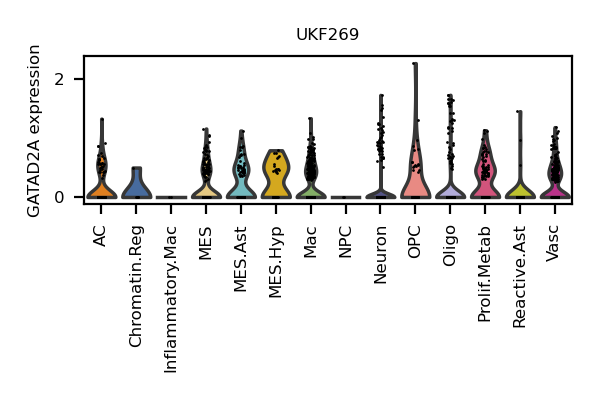 UKF269
GATAD2A expression
2
0
AC
Chromatin.Reg
Inflammatory.Mac
MES
MES.Ast
MES.Hyp
Mac
NPC
Neuron
OPC
Oligo
Prolif.Metab
Reactive.Ast
Vasc